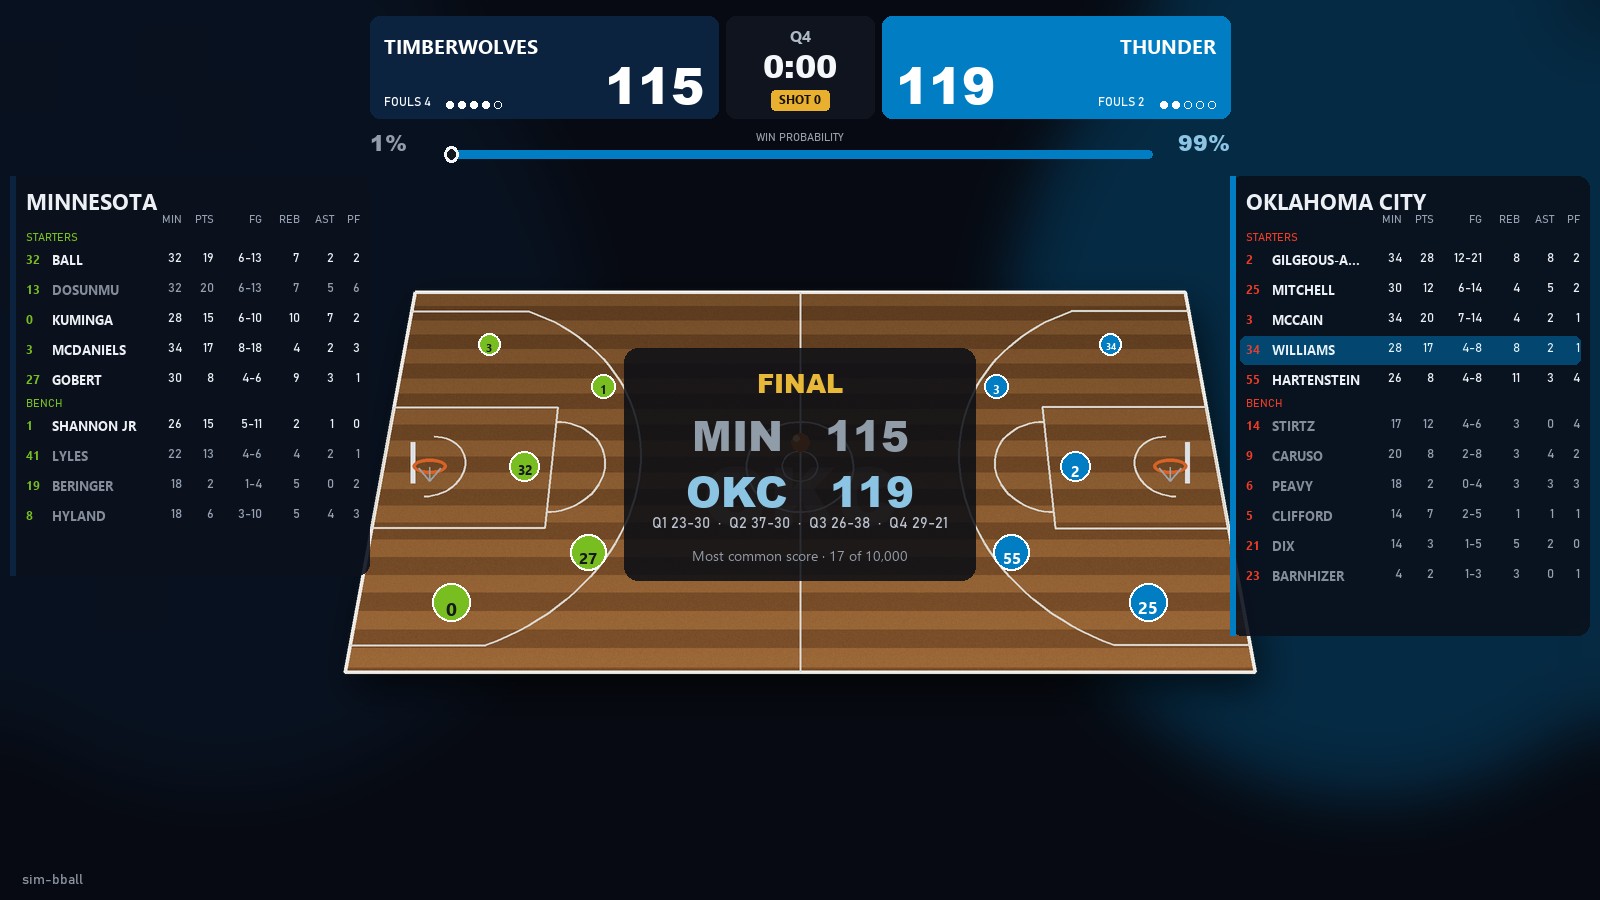 TIMBERWOLVES
115
FOULS 4
Q4
0:00
SHOT 0
THUNDER
119
FOULS 2
1%
WIN PROBABILITY
99%
MINNESOTA
MIN PTS FG REB AST PF
STARTERS
32 BALL 32 19 6-13 7 2 2
13 DOSUNMU 32 20 6-13 7 5 6
0 KUMINGA 28 15 6-10 10 7 2
3 MCDANIELS 34 17 8-18 4 2 3
27 GOBERT 30 8 4-6 9 3 1
BENCH
1 SHANNON JR 26 15 5-11 2 1 0
41 LYLES 22 13 4-6 4 2 1
19 BERINGER 18 2 1-4 5 0 2
8 HYLAND 18 6 3-10 5 4 3
OKLAHOMA CITY
MIN PTS FG REB AST PF
STARTERS
2 GILGEOUS-A... 34 28 12-21 8 8 2
25 MITCHELL 30 12 6-14 4 5 2
3 MCCAIN 34 20 7-14 4 2 1
34 WILLIAMS 28 17 4-8 8 2 1
55 HARTENSTEIN 26 8 4-8 11 3 4
BENCH
14 STIRTZ 17 12 4-6 3 0 4
9 CARUSO 20 8 2-8 3 4 2
6 PEAVY 18 2 0-4 3 3 3
5 CLIFFORD 14 7 2-5 1 1 1
21 DIX 14 3 1-5 5 2 0
23 BARNHIZER 4 2 1-3 3 0 1
3
1
32
27
0
34
3
2
55
25
FINAL
MIN 115
OKC 119
Q1 23-30 · Q2 37-30 · Q3 26-38 · Q4 29-21
Most common score · 17 of 10,000
sim-bball